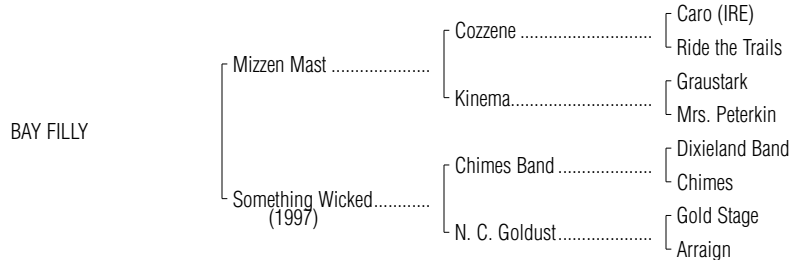 Caro (IRE)
Cozzene ..........................
Ride the Trails
Mizzen Mast ....................
Graustark
Kinema............................
Mrs. Peterkin
BAY FILLY
Dixieland Band
Chimes Band ...................
Chimes
Something Wicked...........
(1997)
Gold Stage
N. C. Goldust...................
Arraign